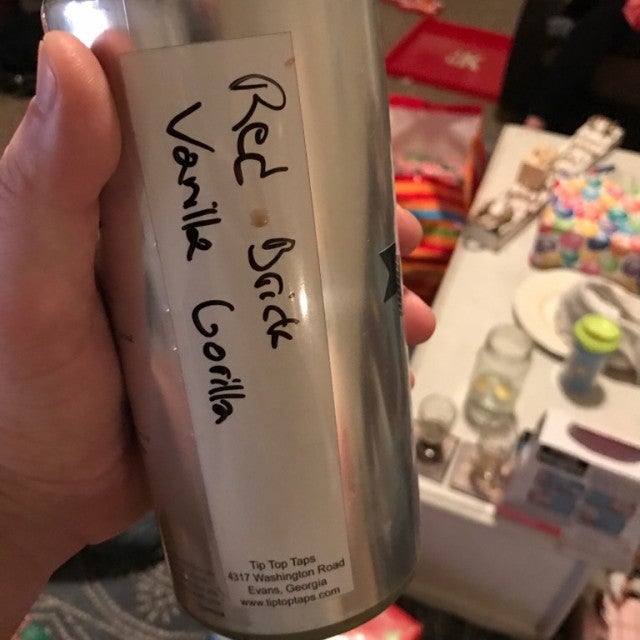 Red Brick
Vanilla Gorilla
Tip Top Taps
4317 Washington Road
Evans, Georgia
www.tiptoptaps.com